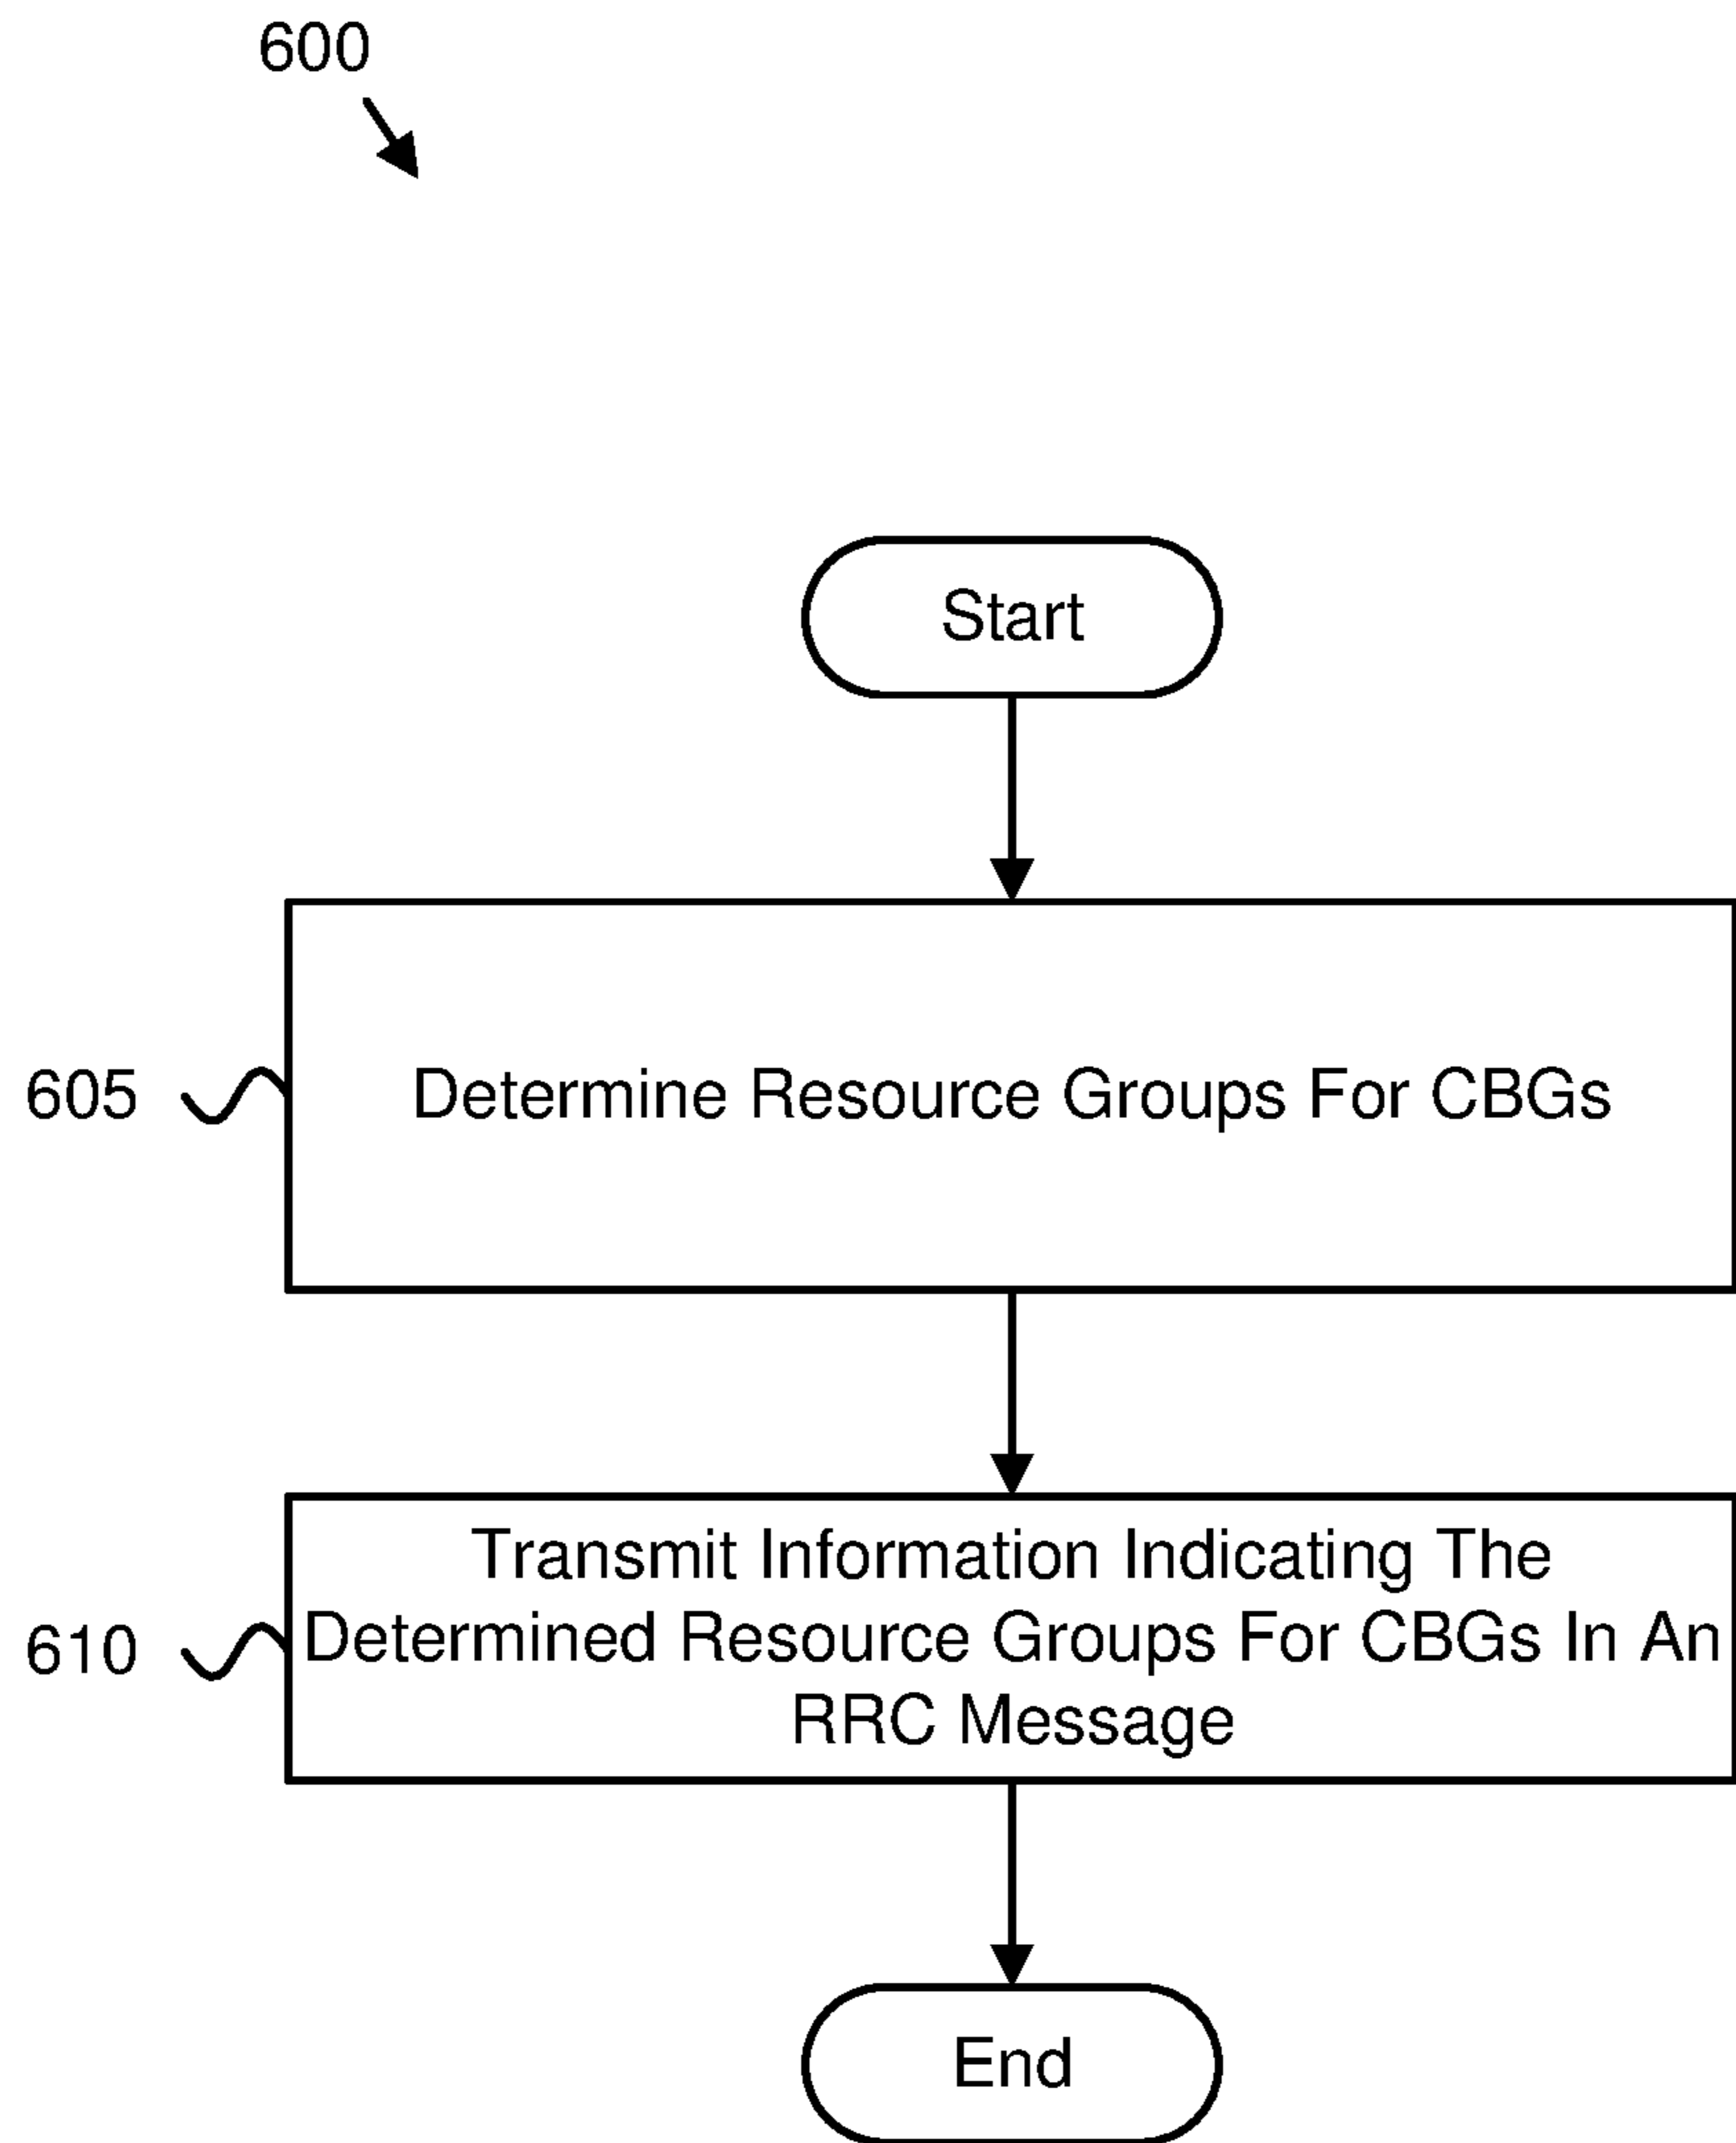 600
Start
605
Determine Resource Groups For CBGs
Transmit Information Indicating The
610
Determined Resource Groups For CBGs In An
RRC Message
End